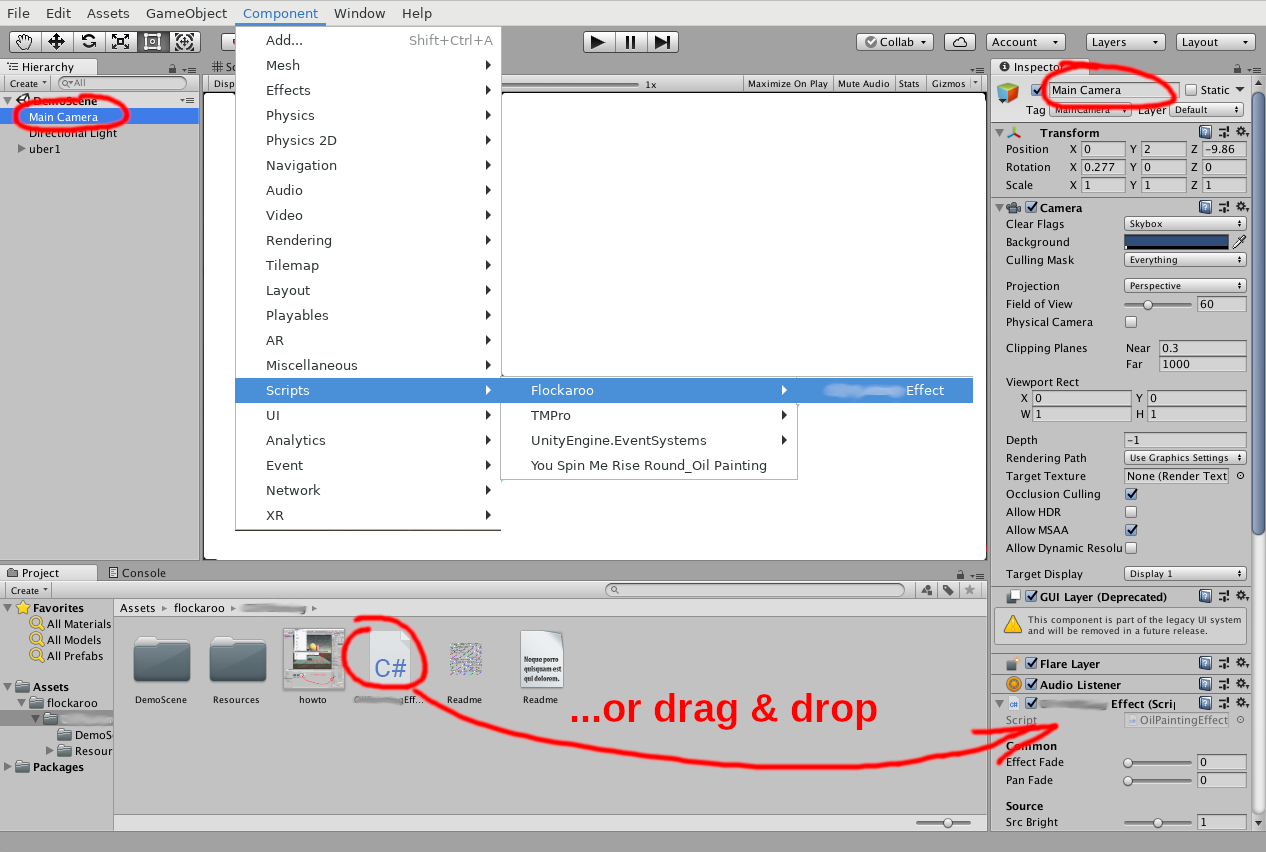 File Edit Assets GameObject Component Window Help
Collab Account Layers Layout
Hierarchy
Create All
DemoScene
Main Camera
Directional Light
uber1
Add... Shift+Ctrl+A
Mesh
Effects
Physics
Physics 2D
Navigation
Audio
Video
Rendering
Tilemap
Layout
Playables
AR
Miscellaneous
Scripts
UI
Analytics
Event
Network
XR
Flockaroo
TMPro
UnityEngine.EventSystems
You Spin Me Rise Round_Oil Painting
Effect
1x Maximize On Play Mute Audio Stats Gizmos
Inspector
Main Camera Static
Tag MainCamera Layer Default
Transform
Position X 0 Y 2 Z -9.86
Rotation X 0.277 Y 0 Z 0
Scale X 1 Y 1 Z 1
Camera
Clear Flags Skybox
Background
Culling Mask Everything
Projection Perspective
Field of View 60
Physical Camera
Clipping Planes Near 0.3
Far 1000
Viewport Rect
X 0 Y 0
W 1 H 1
Depth -1
Rendering Path Use Graphics Settings
Target Texture None (Render Text
Occlusion Culling
Allow HDR
Allow MSAA
Allow Dynamic Resolu
Target Display Display 1
GUI Layer (Deprecated)
This component is part of the legacy UI system
and will be removed in a future release.
Flare Layer
Audio Listener
Effect (Scrip
Script OilPaintingEffect
Common
Effect Fade 0
Pan Fade 0
Source
Src Bright 1
Project Console
Create
Favorites
All Materials
All Models
All Prefabs
Assets
flockaroo
DemoS
Resour
Packages
Assets flockaroo
C#
Neque porro
quisquam est
qui dolorem.
DemoScene Resources howto Eff... Readme Readme
...or drag & drop